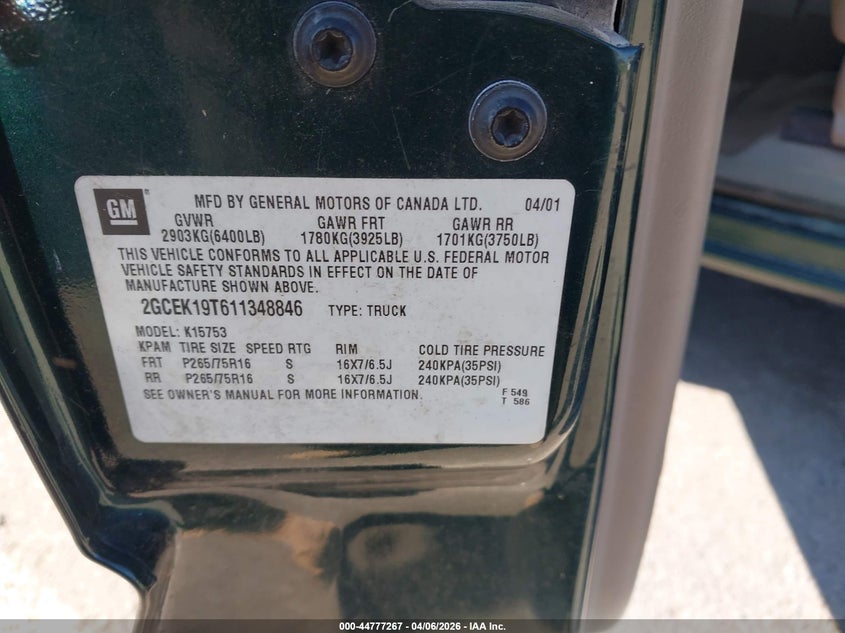 GM
MFD BY GENERAL MOTORS OF CANADA LTD. 04/01
GVWR GAWR FRT GAWR RR
2903KG(6400LB) 1780KG(3925LB) 1701KG(3750LB)
THIS VEHICLE CONFORMS TO ALL APPLICABLE U.S. FEDERAL MOTOR
VEHICLE SAFETY STANDARDS IN EFFECT ON THE DATE OF
MANUFACTURE SHOWN ABOVE.
2GCEK19T611348846 TYPE: TRUCK
MODEL: K15753
KPAM TIRE SIZE SPEED RTG RIM COLD TIRE PRESSURE
FRT P265/75R16 S 16X7/6.5J 240KPA(35PSI)
RR P265/75R16 S 16X7/6.5J 240KPA(35PSI)
SEE OWNER'S MANUAL FOR MORE INFORMATION. F 549
T 586
000-44777267 - 04/06/2026 - IAA Inc.